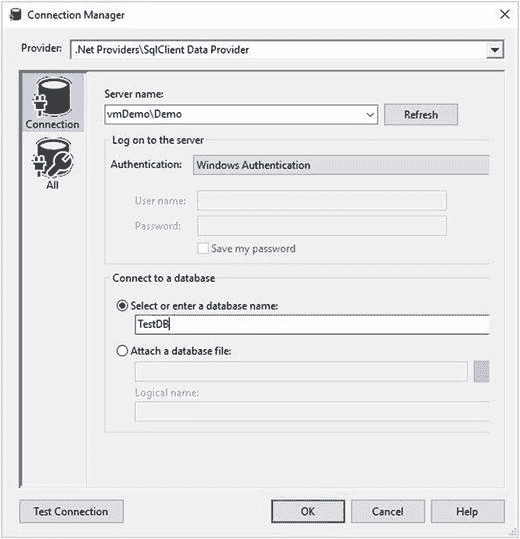 Connection Manager
Provider: .Net Providers\SqlClient Data Provider
Connection
All
Server name:
vmDemo\Demo
Refresh
Log on to the server
Authentication: Windows Authentication
User name:
Password:
Save my password
Connect to a database
Select or enter a database name:
TestDB
Attach a database file:
Logical name:
Test Connection OK Cancel Help